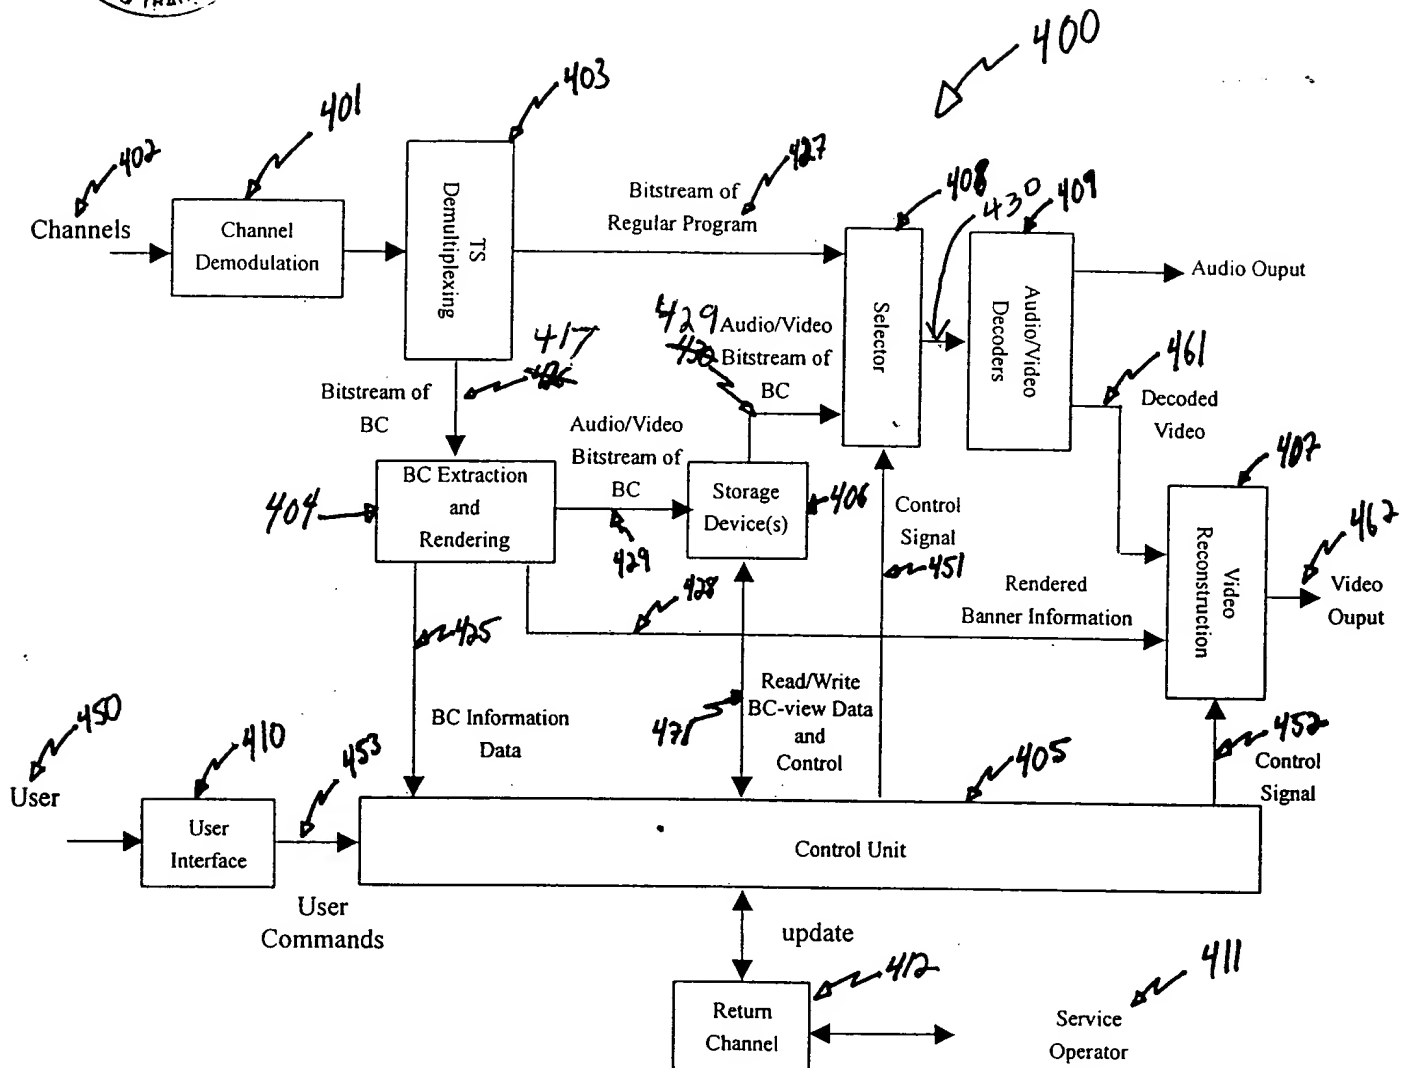 & TRA
400
403
401
402
427
408
430
409
Channels
Channel
Demodulation
TS
Demultiplexing
Bitstream of
Regular Program
Selector
Audio/Video
Decoders
Audio Ouput
417
426
Bitstream of
BC
429
430
Audio/Video
Bitstream of
BC
461
Decoded
Video
407
404
BC Extraction
and
Rendering
Audio/Video
Bitstream of
BC
429
Storage
Device(s)
406
Control
Signal
451
Video
Reconstruction
462
Video
Ouput
428
Rendered
Banner Information
425
BC Information
Data
471
Read/Write
BC-view Data
and
Control
405
452
Control
Signal
450
User
410
453
User
Interface
Control Unit
User
Commands
update
412
Return
Channel
411
Service
Operator